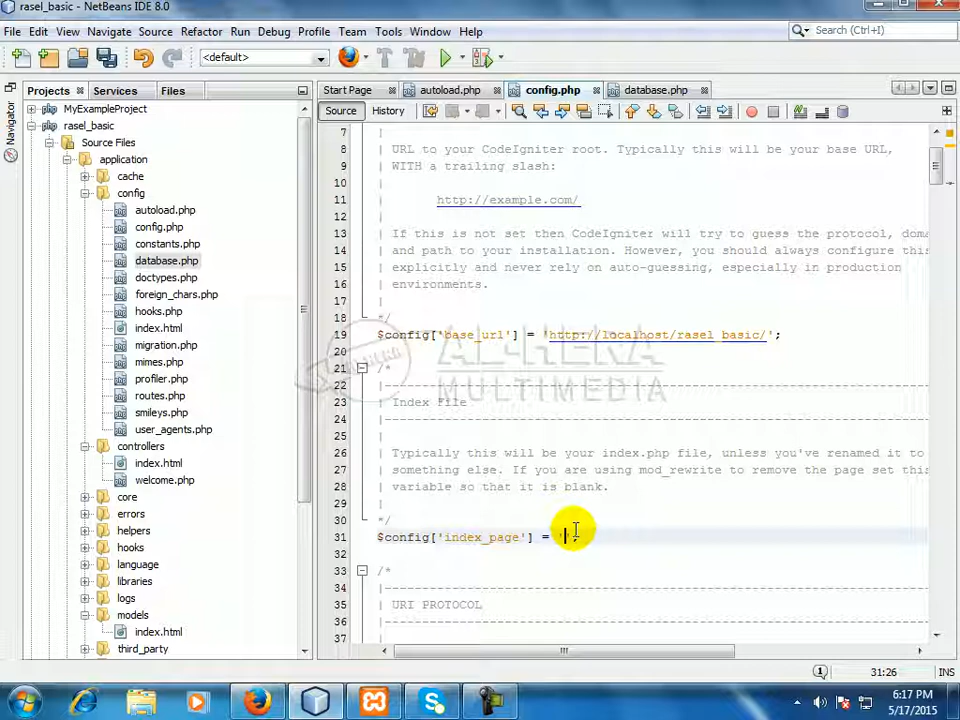 rasel_basic - NetBeans IDE 8.0
File Edit View Navigate Source Refactor Run Debug Profile Team Tools Window Help
Search (Ctrl+I)
<default>
Projects Services Files
Start Page autoload.php config.php database.php
Navigator
Source History
MyExampleProject
rasel_basic
Source Files
application
cache
config
autoload.php
config.php
constants.php
database.php
doctypes.php
foreign_chars.php
hooks.php
index.html
migration.php
mimes.php
profiler.php
routes.php
smileys.php
user_agents.php
controllers
index.html
welcome.php
core
errors
helpers
hooks
language
libraries
logs
models
index.html
third_party
7 |
8 | URL to your CodeIgniter root. Typically this will be your base URL,
9 | WITH a trailing slash:
10 |
11 | http://example.com/
12 |
13 | If this is not set then CodeIgniter will try to guess the protocol, doma
14 | and path to your installation. However, you should always configure this
15 | explicitly and never rely on auto-guessing, especially in production
16 | environments.
17 |
18 */
19 $config['base_url'] = 'http://localhost/rasel_basic/';
20
21 /*
22 |--------------------------------------------------------------------------
23 | Index File
24 |--------------------------------------------------------------------------
25 |
26 | Typically this will be your index.php file, unless you've renamed it to
27 | something else. If you are using mod_rewrite to remove the page set this
28 | variable so that it is blank.
29 |
30 */
31 $config['index_page'] = '';
32
33 /*
34 |--------------------------------------------------------------------------
35 | URI PROTOCOL
36 |--------------------------------------------------------------------------
37 |
AL-HERA
MULTIMEDIA
31:26 INS
6:17 PM
5/17/2015